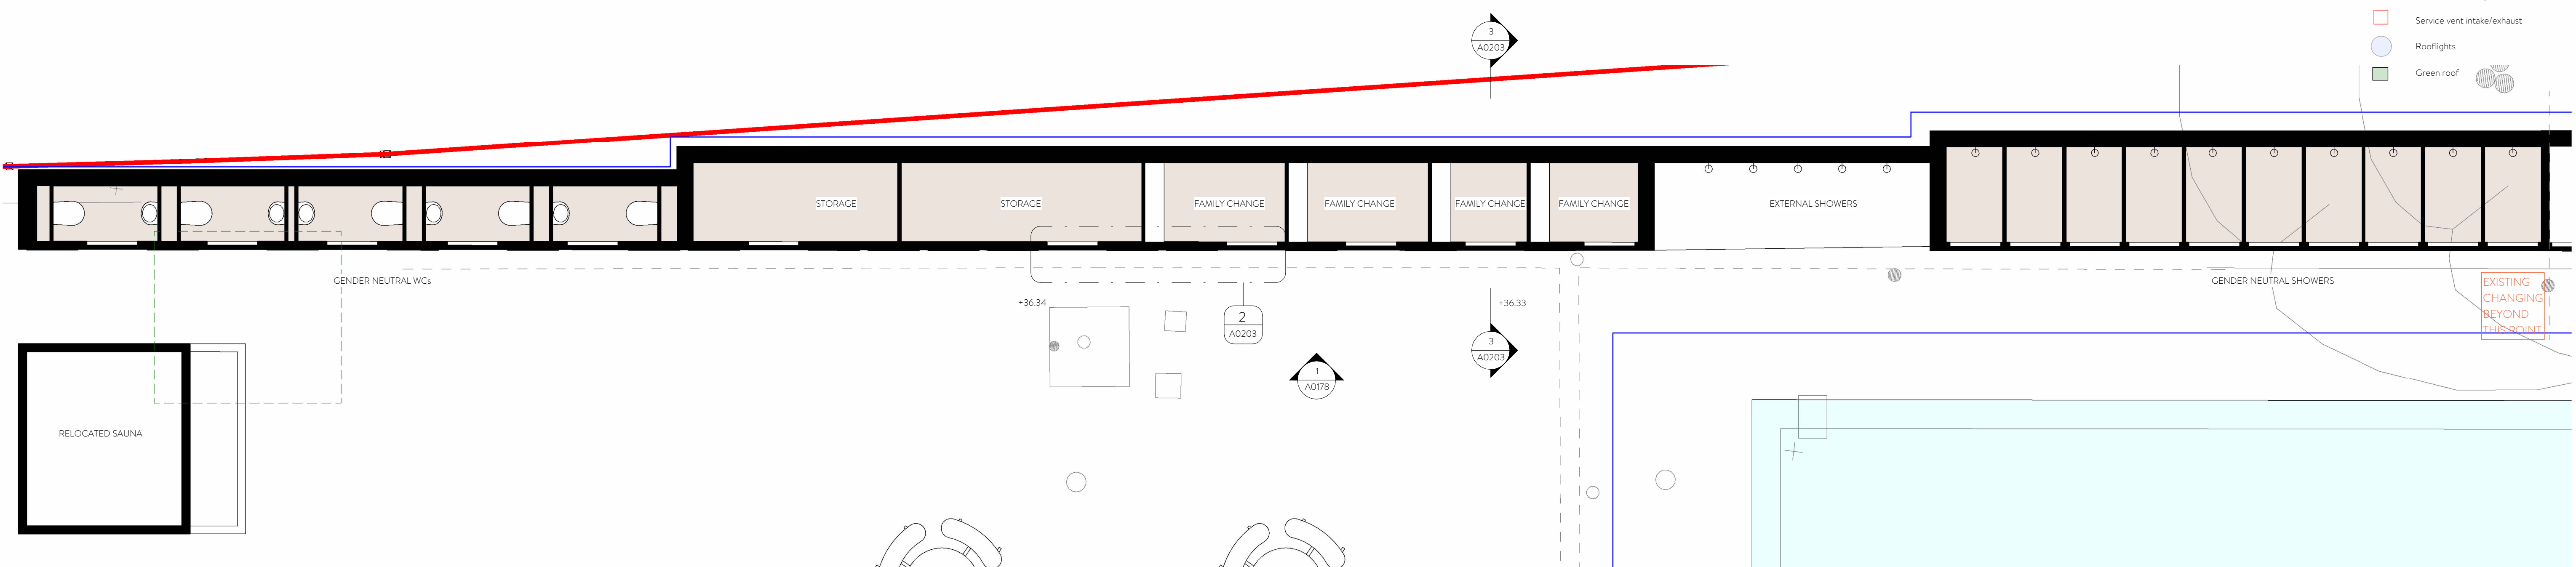 Service vent intake/exhaust
Rooflights
Green roof
3
A0203
STORAGE
STORAGE
FAMILY CHANGE
FAMILY CHANGE
FAMILY CHANGE
FAMILY CHANGE
EXTERNAL SHOWERS
GENDER NEUTRAL WCs
GENDER NEUTRAL SHOWERS
EXISTING
CHANGING
BEYOND
THIS POINT
+36.34
+36.33
2
A0203
3
A0203
1
A0178
RELOCATED SAUNA